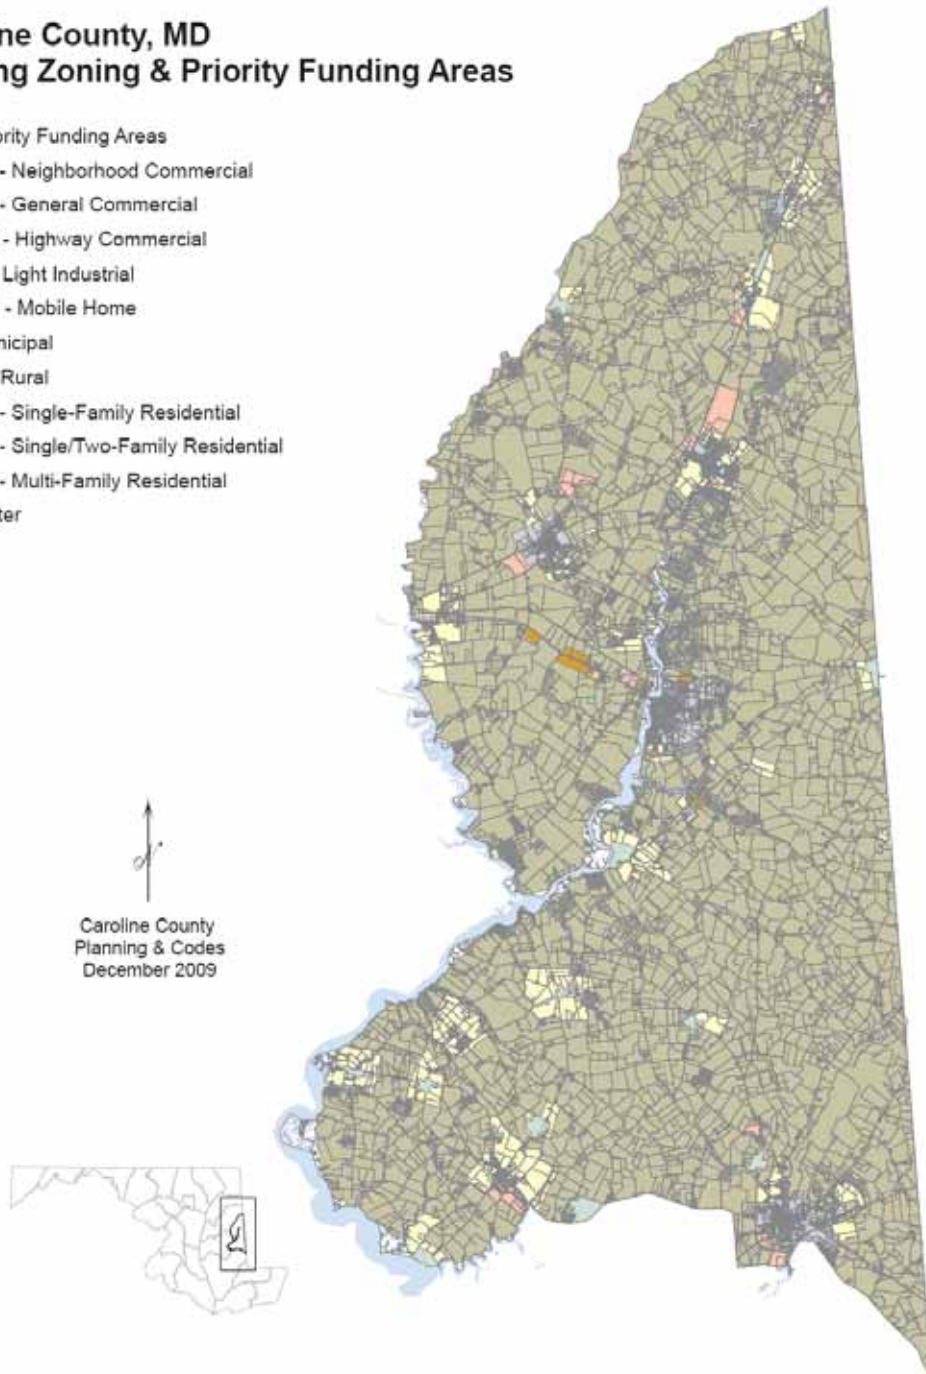 ne County, MD
ng Zoning & Priority Funding Areas
ority Funding Areas
- Neighborhood Commercial
- General Commercial
- Highway Commercial
Light Industrial
- Mobile Home
nicipal
Rural
- Single-Family Residential
- Single/Two-Family Residential
- Multi-Family Residential
ter
Caroline County
Planning & Codes
December 2009